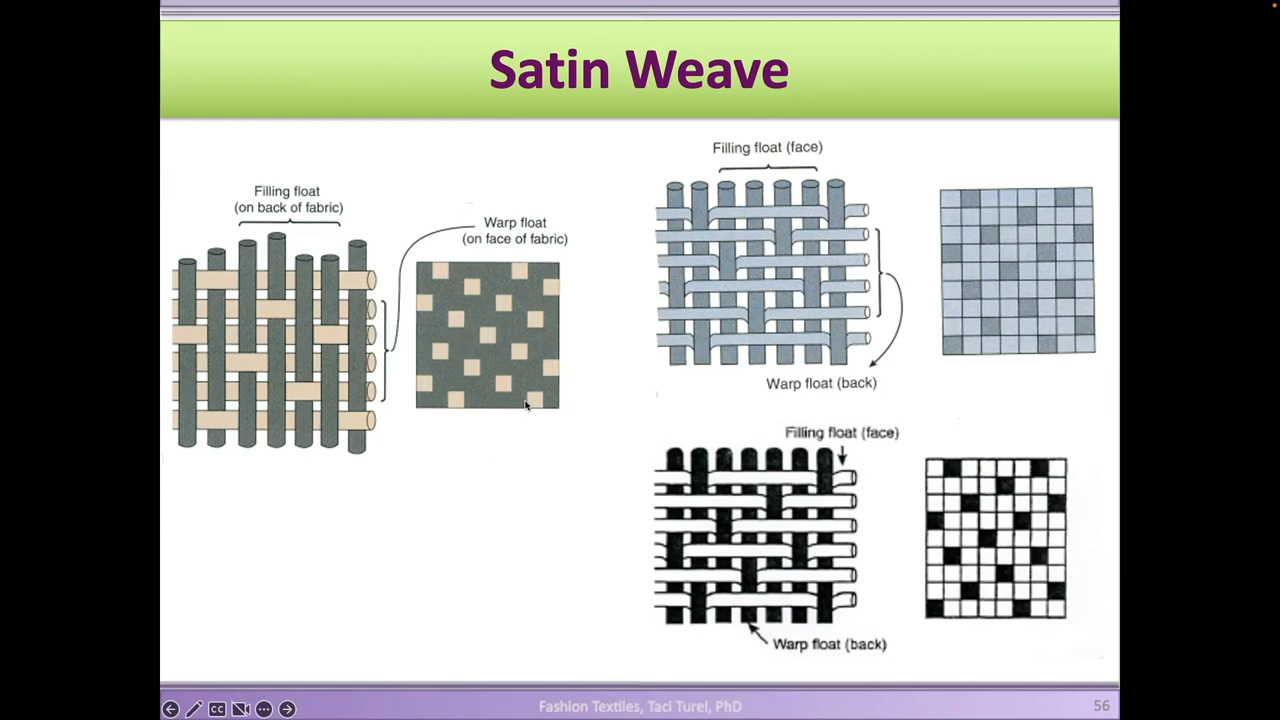 Satin Weave
Filling float
(on back of fabric)
Warp float
(on face of fabric)
Filling float (face)
Warp float (back)
Filling float (face)
Warp float (back)
CC
Fashion Textiles, Taci Turel, PhD
56